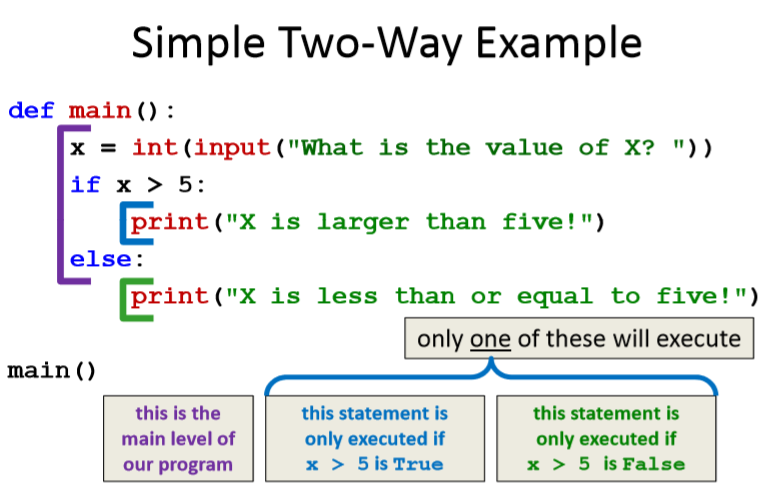 Simple Two-Way Example
def main():
x = int(input("What is the value of X? "))
if x > 5:
print("X is larger than five!")
else:
print("X is less than or equal to five!")
only one of these will execute
main()
this is the
main level of
our program
this statement is
only executed if
x > 5 is True
this statement is
only executed if
x > 5 is False